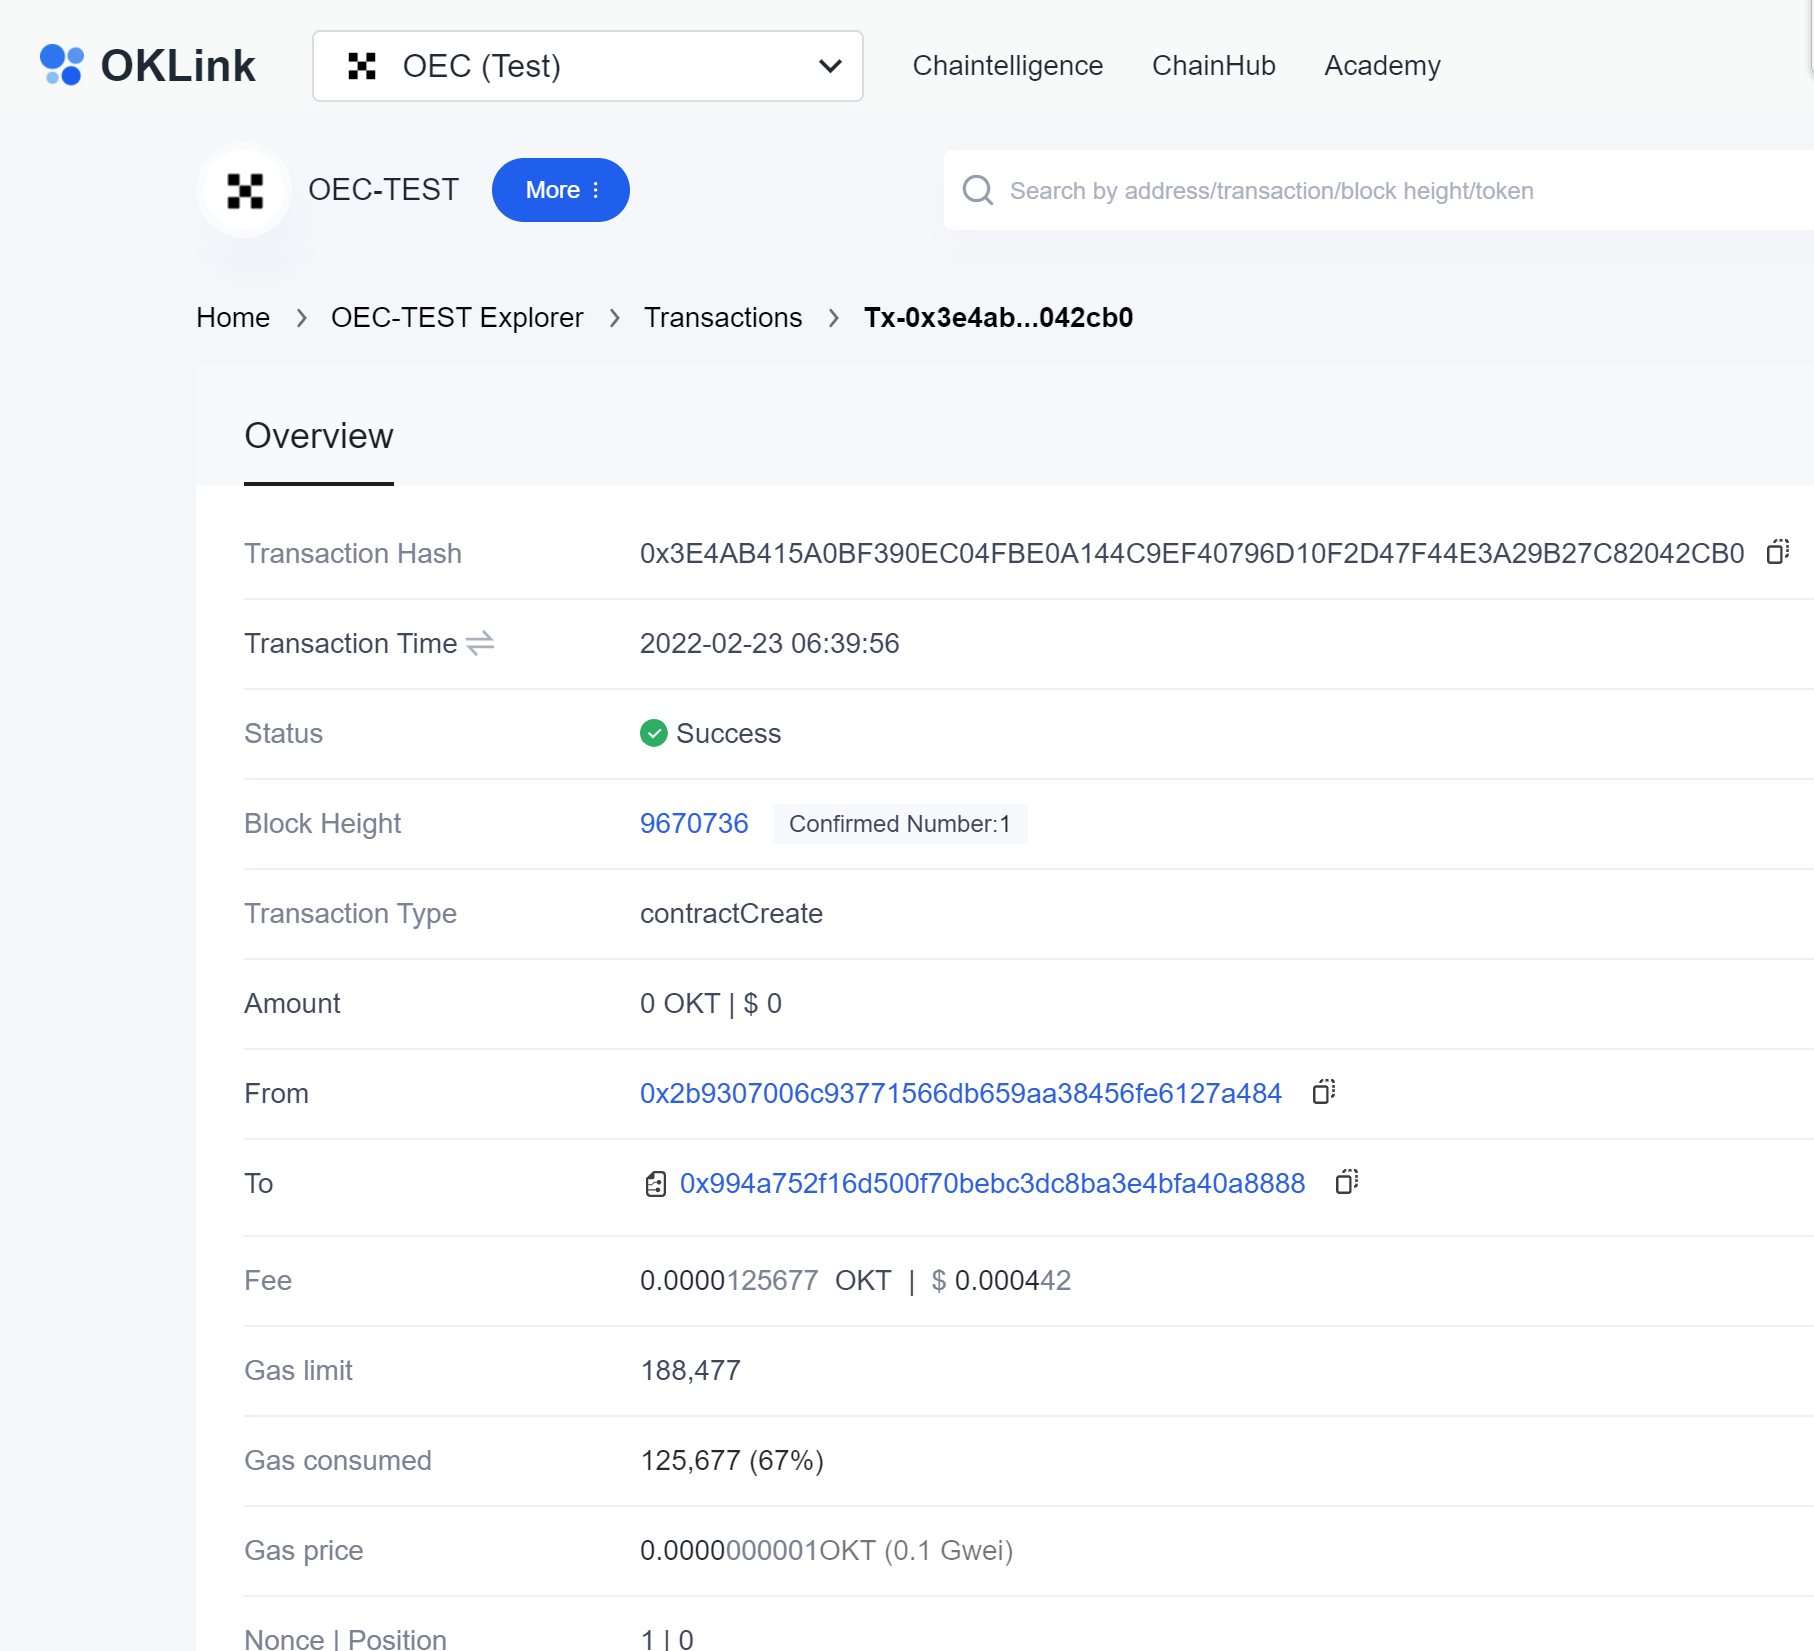 OKLink
OEC (Test)
Chaintelligence
ChainHub
Academy
OEC-TEST
More
Search by address/transaction/block height/token
Home > OEC-TEST Explorer > Transactions > Tx-0x3e4ab...042cb0
Overview
Transaction Hash 0x3E4AB415A0BF390EC04FBE0A144C9EF40796D10F2D47F44E3A29B27C82042CB0
Transaction Time 2022-02-23 06:39:56
Status Success
Block Height 9670736 Confirmed Number:1
Transaction Type contractCreate
Amount 0 OKT | $ 0
From 0x2b9307006c93771566db659aa38456fe6127a484
To 0x994a752f16d500f70bebc3dc8ba3e4bfa40a8888
Fee 0.0000125677 OKT | $ 0.000442
Gas limit 188,477
Gas consumed 125,677 (67%)
Gas price 0.0000000001OKT (0.1 Gwei)
Nonce | Position 1 | 0